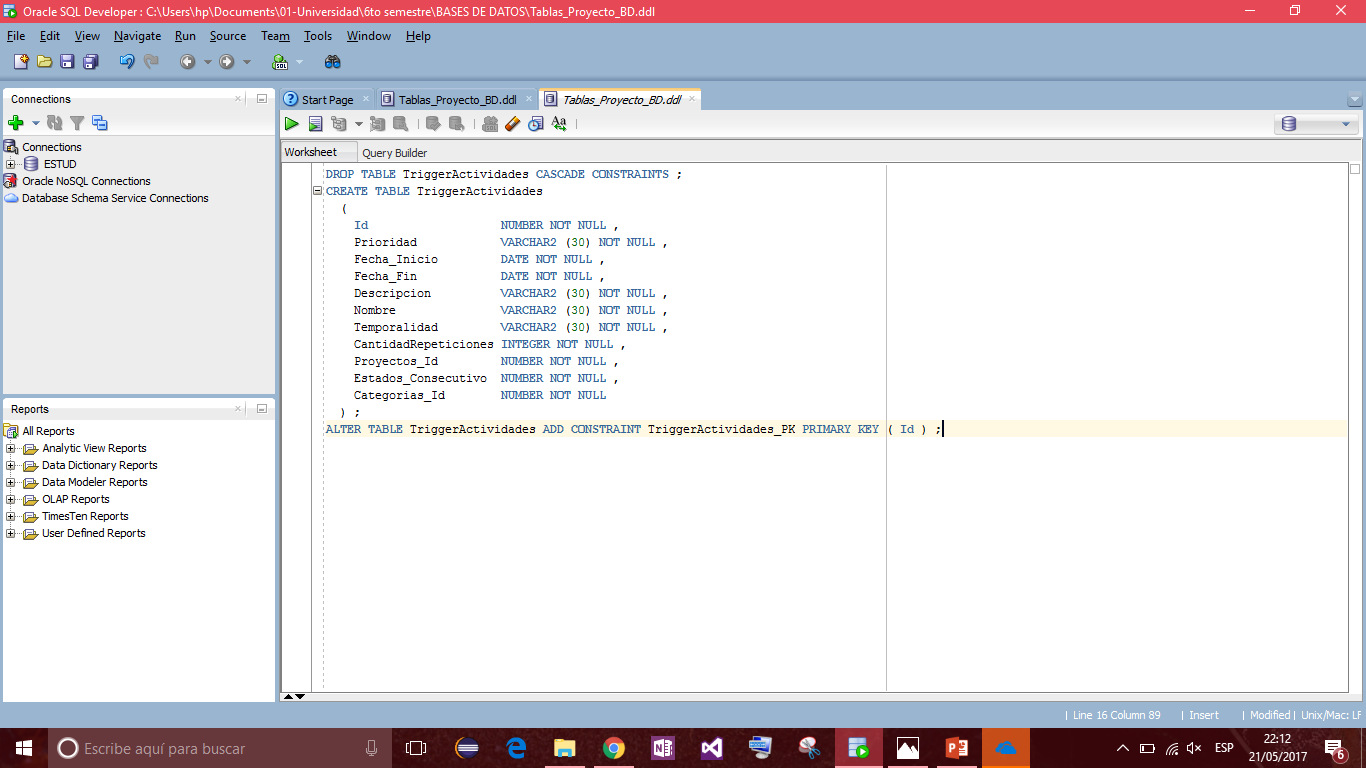 Oracle SQL Developer : C:\Users\hp\Documents\01-Universidad\6to semestre\BASES DE DATOS\Tablas_Proyecto_BD.ddl
File Edit View Navigate Run Source Team Tools Window Help
SQL
Connections
Connections
ESTUD
Oracle NoSQL Connections
Database Schema Service Connections
Reports
All Reports
Analytic View Reports
Data Dictionary Reports
Data Modeler Reports
OLAP Reports
TimesTen Reports
User Defined Reports
Start Page Tablas_Proyecto_BD.ddl Tablas_Proyecto_BD.ddl
Aa
Worksheet Query Builder
DROP TABLE TriggerActividades CASCADE CONSTRAINTS ;
CREATE TABLE TriggerActividades
(
Id NUMBER NOT NULL ,
Prioridad VARCHAR2 (30) NOT NULL ,
Fecha_Inicio DATE NOT NULL ,
Fecha_Fin DATE NOT NULL ,
Descripcion VARCHAR2 (30) NOT NULL ,
Nombre VARCHAR2 (30) NOT NULL ,
Temporalidad VARCHAR2 (30) NOT NULL ,
CantidadRepeticiones INTEGER NOT NULL ,
Proyectos_Id NUMBER NOT NULL ,
Estados_Consecutivo NUMBER NOT NULL ,
Categorias_Id NUMBER NOT NULL
) ;
ALTER TABLE TriggerActividades ADD CONSTRAINT TriggerActividades_PK PRIMARY KEY ( Id ) ;
Line 16 Column 89 | Insert | Modified | Unix/Mac: LF
Escribe aquí para buscar
ESP
22:12
21/05/2017
6